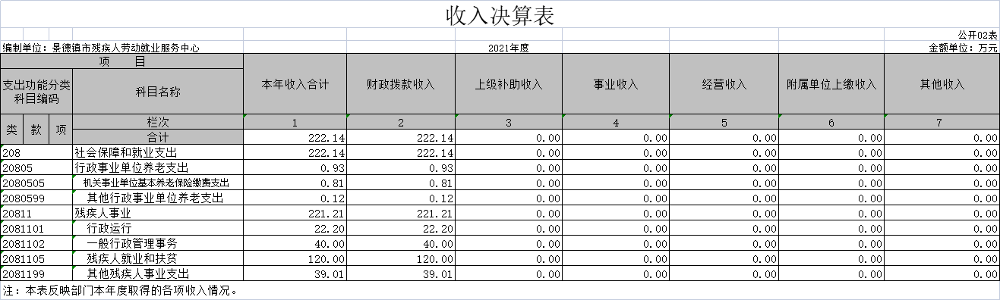 收入决算表
公开02表
编制单位：景德镇市残疾人劳动就业服务中心 2021年度 金额单位：万元
项 目 本年收入合计 财政拨款收入 上级补助收入 事业收入 经营收入 附属单位上缴收入 其他收入
支出功能分类科目编码 科目名称
类 款 项 栏次 1 2 3 4 5 6 7
合计 222.14 222.14 0.00 0.00 0.00 0.00 0.00
208 社会保障和就业支出 222.14 222.14 0.00 0.00 0.00 0.00 0.00
20805 行政事业单位养老支出 0.93 0.93 0.00 0.00 0.00 0.00 0.00
2080505 机关事业单位基本养老保险缴费支出 0.81 0.81 0.00 0.00 0.00 0.00 0.00
2080599 其他行政事业单位养老支出 0.12 0.12 0.00 0.00 0.00 0.00 0.00
20811 残疾人事业 221.21 221.21 0.00 0.00 0.00 0.00 0.00
2081101 行政运行 22.20 22.20 0.00 0.00 0.00 0.00 0.00
2081102 一般行政管理事务 40.00 40.00 0.00 0.00 0.00 0.00 0.00
2081105 残疾人就业和扶贫 120.00 120.00 0.00 0.00 0.00 0.00 0.00
2081199 其他残疾人事业支出 39.01 39.01 0.00 0.00 0.00 0.00 0.00
注：本表反映部门本年度取得的各项收入情况。